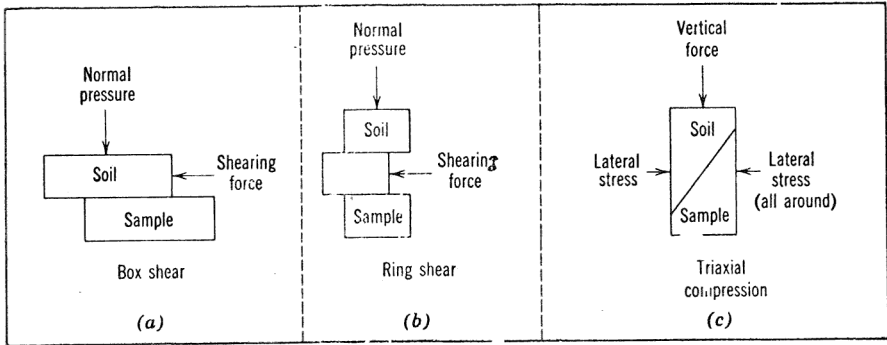 Normal
pressure
Soil
Shearing
force
Sample
Box shear
(a)
Normal
pressure
Soil
Shearing
force
Sample
Ring shear
(b)
Vertical
force
Soil
Lateral
stress
Lateral
stress
(all around)
Sample
Triaxial
compression
(c)